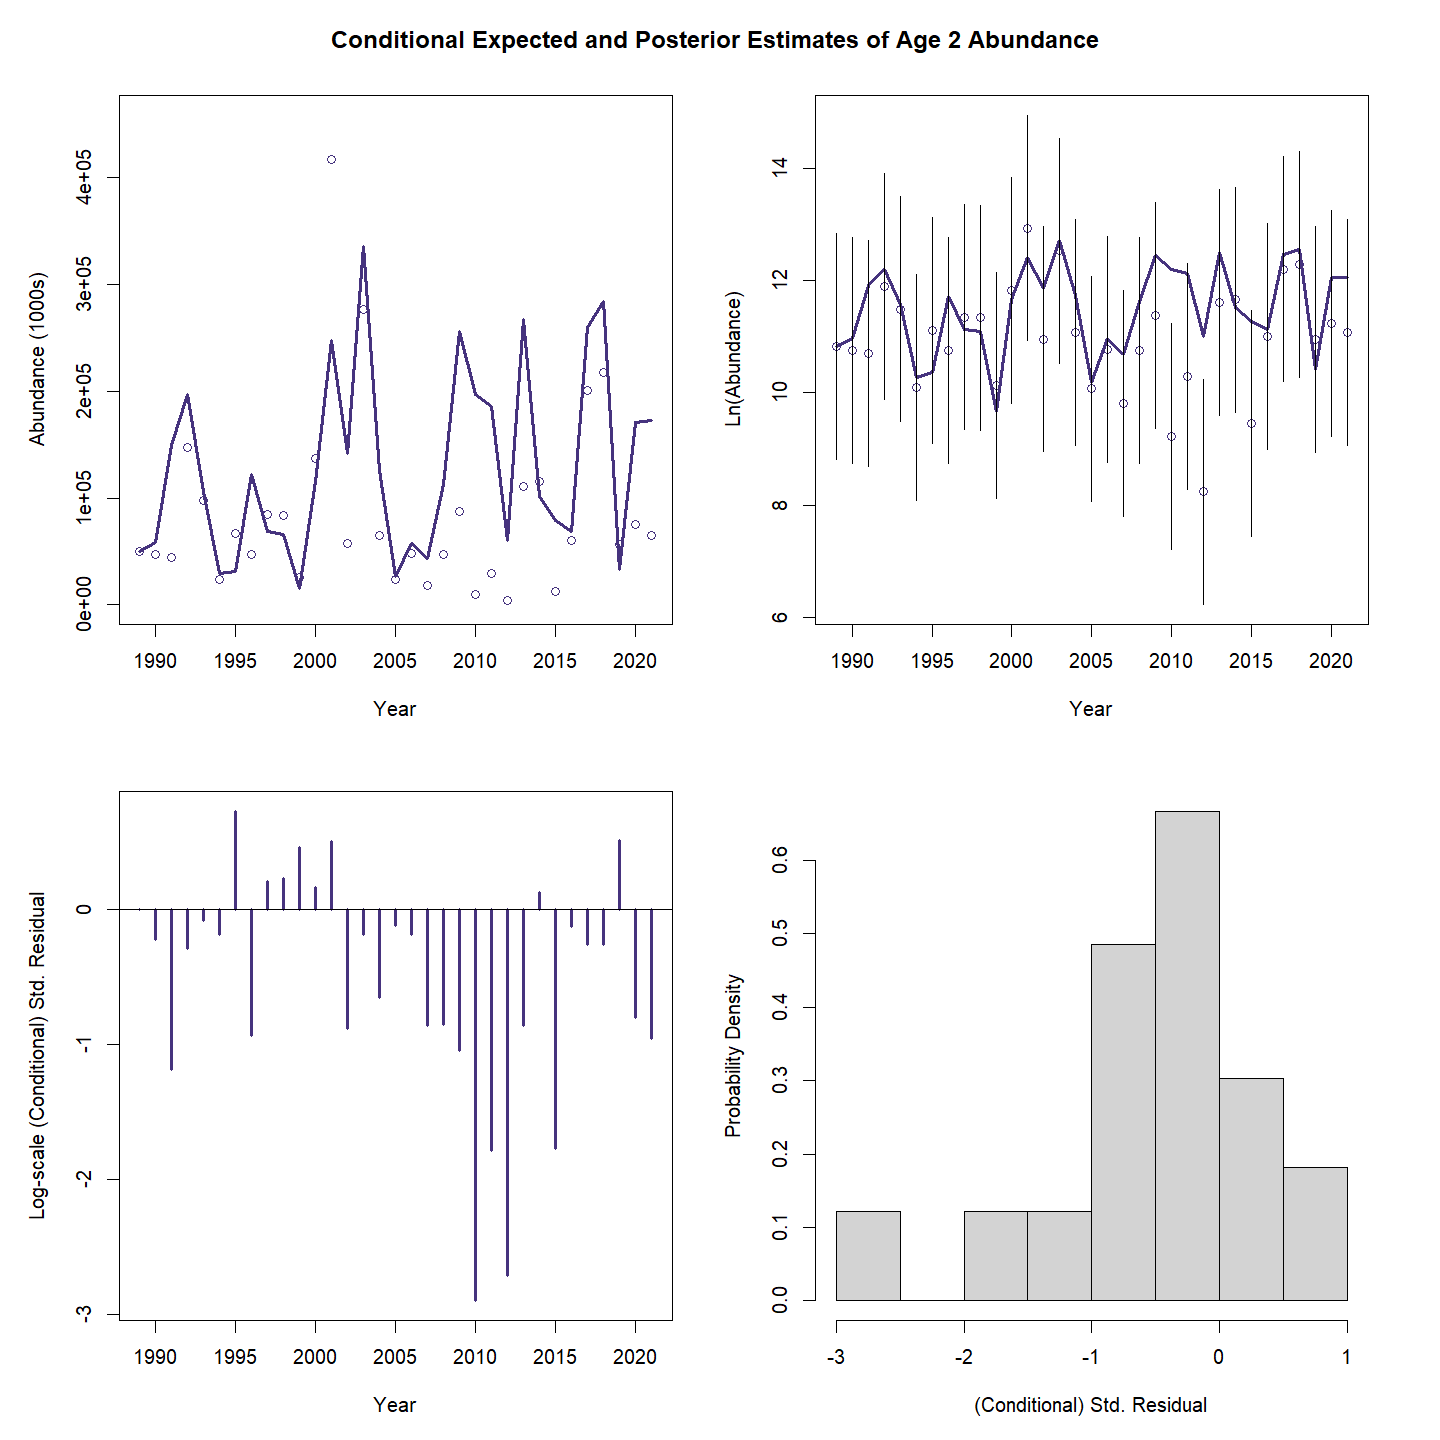 Conditional Expected and Posterior Estimates of Age 2 Abundance
Abundance (1000s)
4e+05
3e+05
2e+05
1e+05
0e+00
1990 1995 2000 2005 2010 2015 2020
Year
Ln(Abundance)
14
12
10
8
6
1990 1995 2000 2005 2010 2015 2020
Year
Log-scale (Conditional) Std. Residual
0
-1
-2
-3
1990 1995 2000 2005 2010 2015 2020
Year
Probability Density
0.6
0.5
0.4
0.3
0.2
0.1
0.0
-3 -2 -1 0 1
(Conditional) Std. Residual